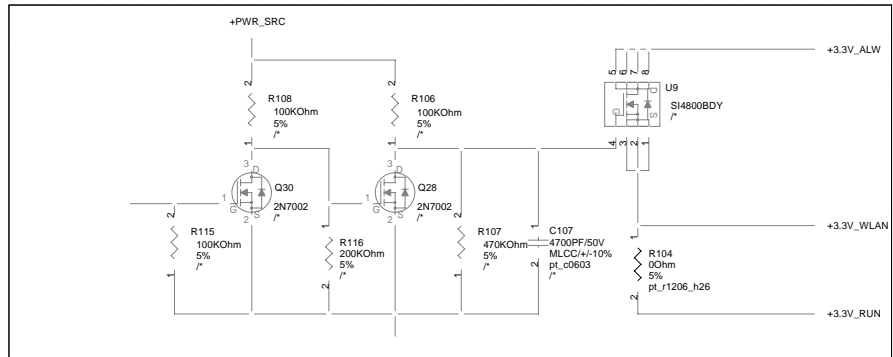 +PWR_SRC
+3.3V_ALW
5
6
7
8
2
2
R108
100KOhm
5%
/*
R106
100KOhm
5%
/*
U9
SI4800BDY
/*
D
G
S
1
1
4
3
2
1
3
D
Q30
2N7002
/*
1
G
S
2
3
D
Q28
2N7002
/*
1
G
S
2
+3.3V_WLAN
2
R115
100KOhm
5%
/*
1
1
R116
200KOhm
5%
/*
2
2
R107
470KOhm
5%
/*
1
1
C107
4700PF/50V
MLCC/+/-10%
pt_c0603
/*
2
1
R104
0Ohm
5%
pt_r1206_h26
2
+3.3V_RUN